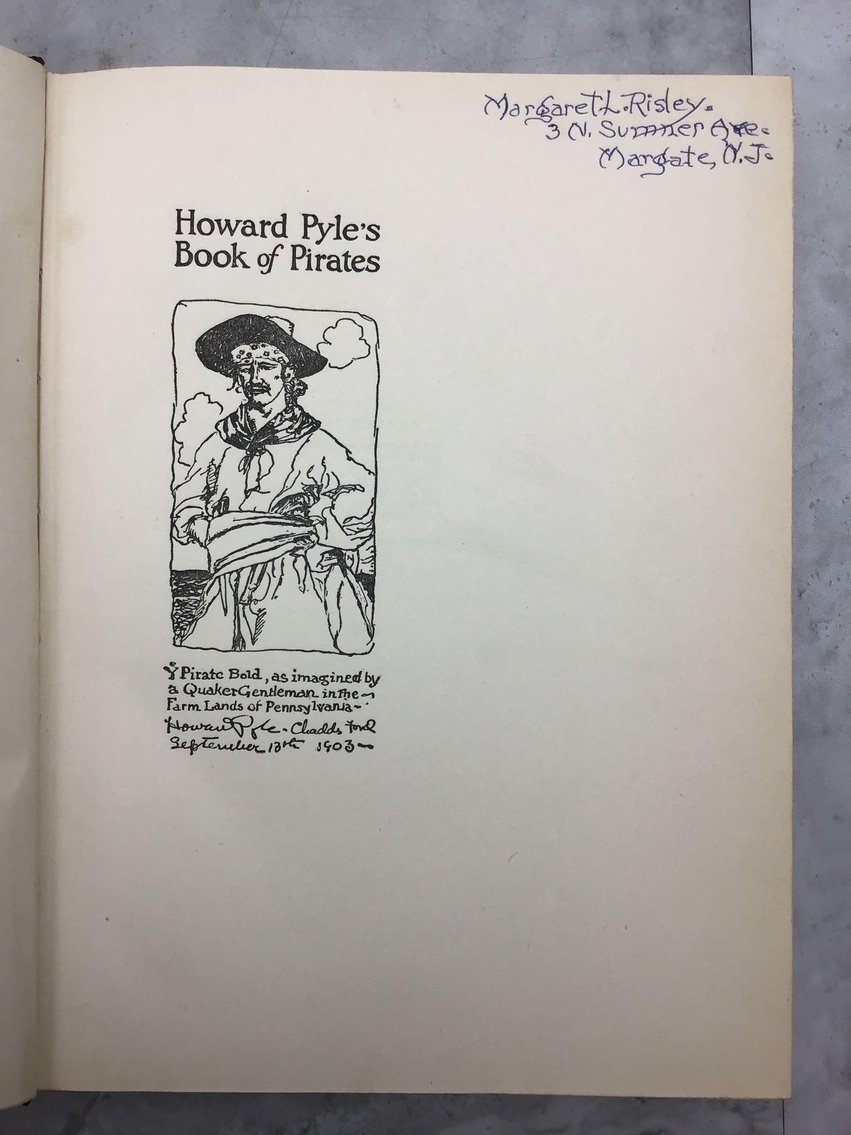 Margaret L. Risley.
3 N. Sumner Ave.
Margate, N.J.
Howard Pyle's
Book of Pirates
Ye Pirate Bold, as imagined by
a Quaker Gentleman in the
Farm Lands of Pennsylvania-
Howard Pyle - Chadds Ford
September 13th 1903